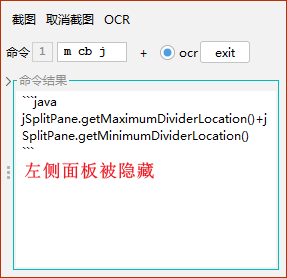 截图 取消截图 OCR
命令 1 m cb j + ocr exit
命令结果
```java
jSplitPane.getMaximumDividerLocation()+j
SplitPane.getMinimumDividerLocation()
```
左侧面板被隐藏